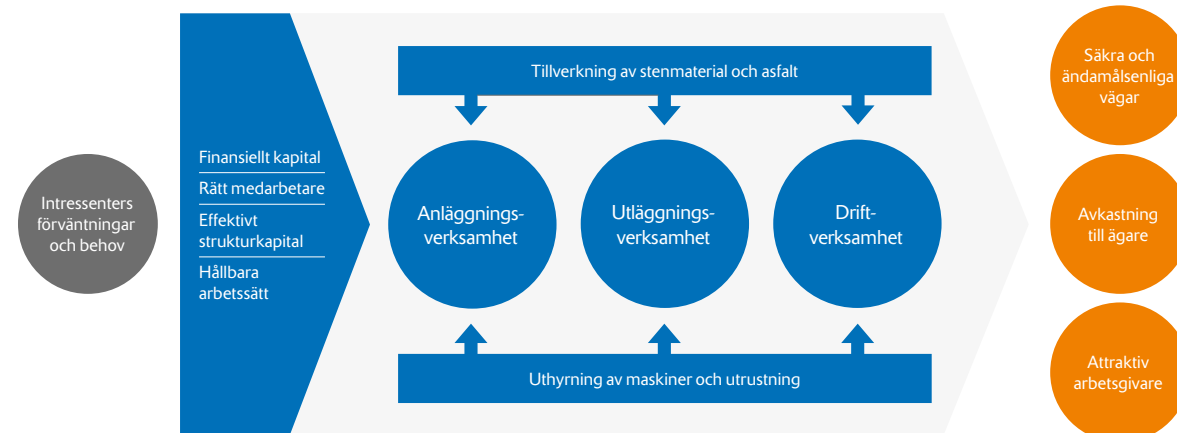 Intressenters
förväntningar
och behov
Finansiellt kapital
Rätt medarbetare
Effektivt
strukturkapital
Hållbara
arbetssätt
Tillverkning av stenmaterial och asfalt
Anläggnings-
verksamhet
Utläggnings-
verksamhet
Drift-
verksamhet
Uthyrning av maskiner och utrustning
Säkra och
ändamålsenliga
vägar
Avkastning
till ägare
Attraktiv
arbetsgivare